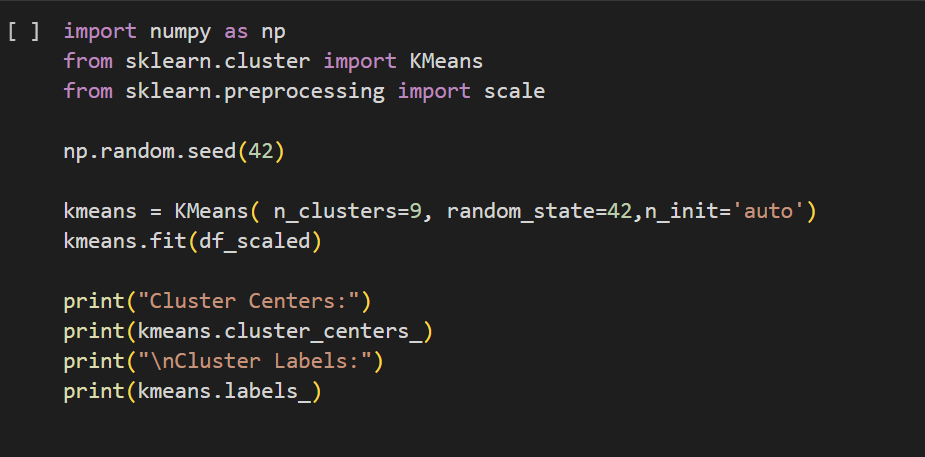 [ ] import numpy as np
from sklearn.cluster import KMeans
from sklearn.preprocessing import scale
np.random.seed(42)
kmeans = KMeans( n_clusters=9, random_state=42,n_init='auto')
kmeans.fit(df_scaled)
print("Cluster Centers:")
print(kmeans.cluster_centers_)
print("\nCluster Labels:")
print(kmeans.labels_)